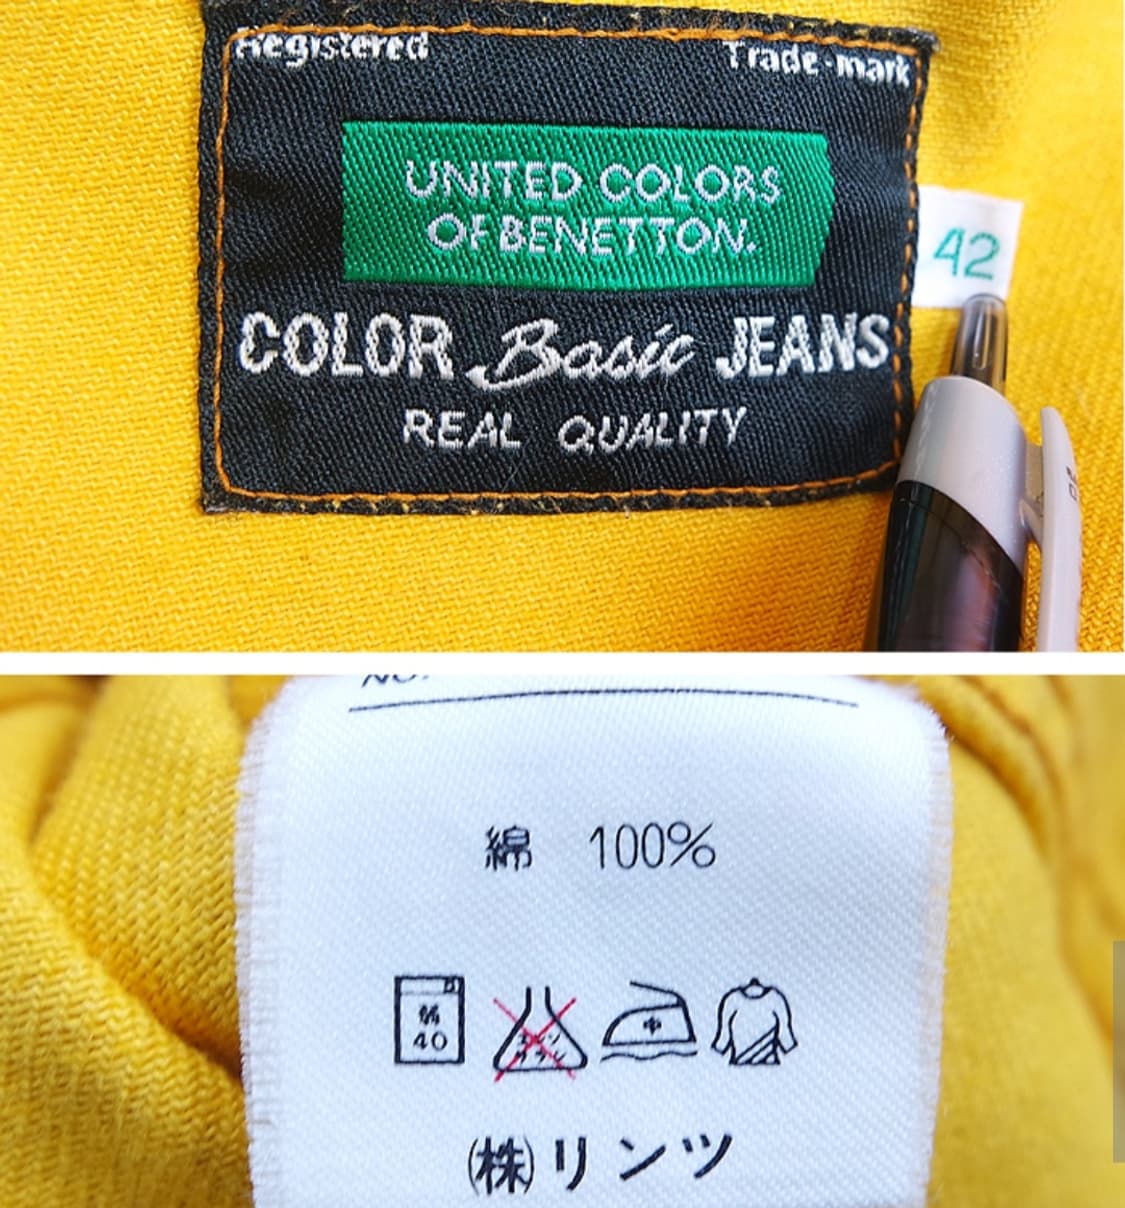 Registered Trade-mark
UNITED COLORS
OF BENETTON.
42
COLOR Basic JEANS
REAL QUALITY
綿 100%
弱
40
中
(株)リンツ